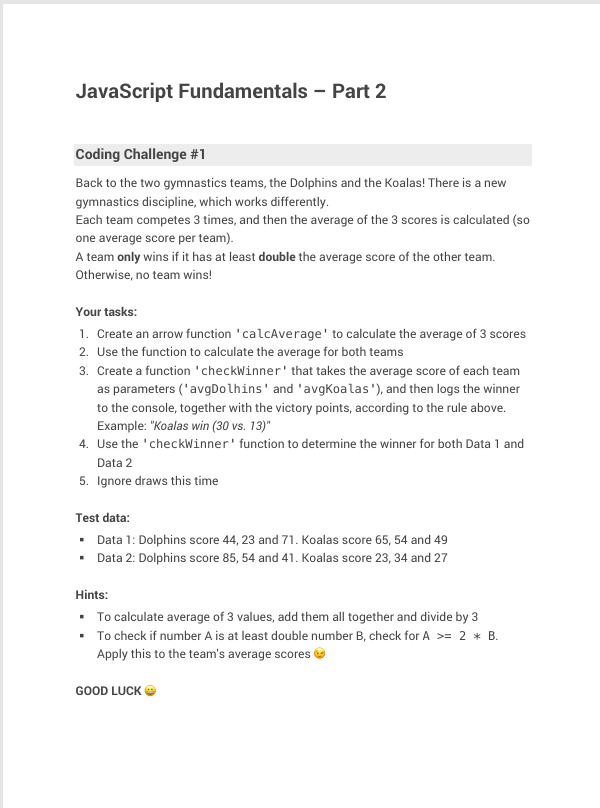 JavaScript Fundamentals – Part 2
Coding Challenge #1
Back to the two gymnastics teams, the Dolphins and the Koalas! There is a new
gymnastics discipline, which works differently.
Each team competes 3 times, and then the average of the 3 scores is calculated (so
one average score per team).
A team only wins if it has at least double the average score of the other team.
Otherwise, no team wins!
Your tasks:
1. Create an arrow function 'calcAverage' to calculate the average of 3 scores
2. Use the function to calculate the average for both teams
3. Create a function 'checkWinner' that takes the average score of each team
as parameters ('avgDolhins' and 'avgKoalas'), and then logs the winner
to the console, together with the victory points, according to the rule above.
Example: "Koalas win (30 vs. 13)"
4. Use the 'checkWinner' function to determine the winner for both Data 1 and
Data 2
5. Ignore draws this time
Test data:
▪ Data 1: Dolphins score 44, 23 and 71. Koalas score 65, 54 and 49
▪ Data 2: Dolphins score 85, 54 and 41. Koalas score 23, 34 and 27
Hints:
▪ To calculate average of 3 values, add them all together and divide by 3
▪ To check if number A is at least double number B, check for A >= 2 * B.
Apply this to the team's average scores 😉
GOOD LUCK 😀